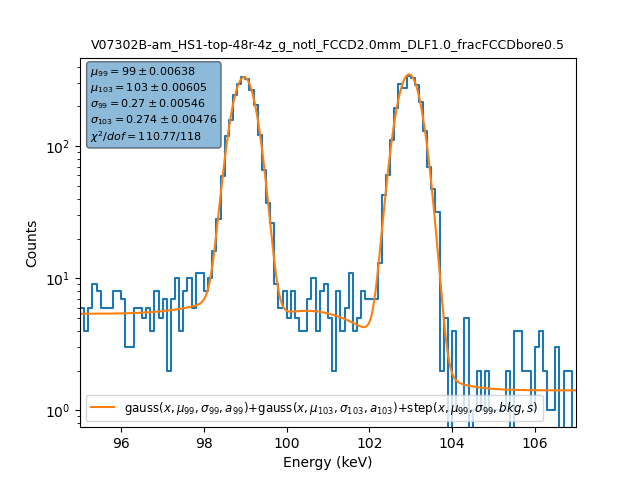 V07302B-am_HS1-top-48r-4z_g_notl_FCCD2.0mm_DLF1.0_fracFCCDbore0.5
μ₉₉ = 99 ± 0.00638
μ₁₀₃ = 103 ± 0.00605
σ₉₉ = 0.27 ± 0.00546
σ₁₀₃ = 0.274 ± 0.00476
χ²/dof = 110.77/118
Counts
10²
10¹
10⁰
gauss(x, μ₉₉, σ₉₉, a₉₉)+gauss(x, μ₁₀₃, σ₁₀₃, a₁₀₃)+step(x, μ₉₉, σ₉₉, bkg, s)
96 98 100 102 104 106
Energy (keV)